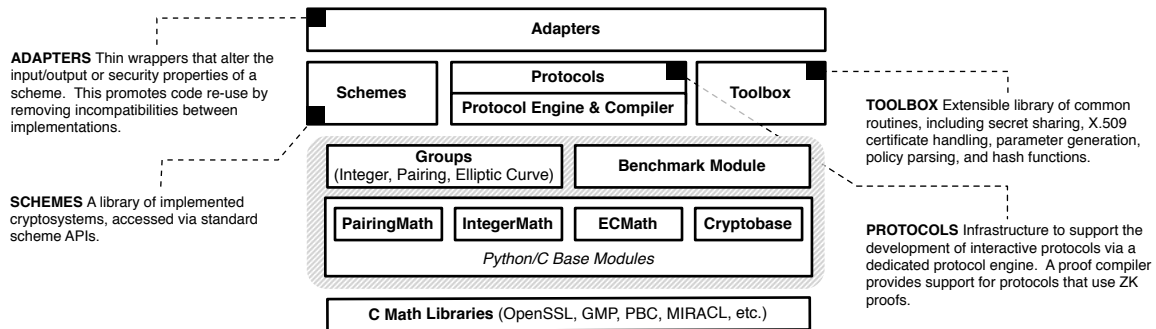 Adapters
ADAPTERS Thin wrappers that alter the
input/output or security properties of a
scheme. This promotes code re-use by
removing incompatibilities between
implementations.
Schemes
Protocols
Protocol Engine & Compiler
Toolbox
TOOLBOX Extensible library of common
routines, including secret sharing, X.509
certificate handling, parameter generation,
policy parsing, and hash functions.
Groups
(Integer, Pairing, Elliptic Curve)
Benchmark Module
SCHEMES A library of implemented
cryptosystems, accessed via standard
scheme APIs.
PairingMath
IntegerMath
ECMath
Cryptobase
Python/C Base Modules
PROTOCOLS Infrastructure to support the
development of interactive protocols via a
dedicated protocol engine. A proof compiler
provides support for protocols that use ZK
proofs.
C Math Libraries (OpenSSL, GMP, PBC, MIRACL, etc.)